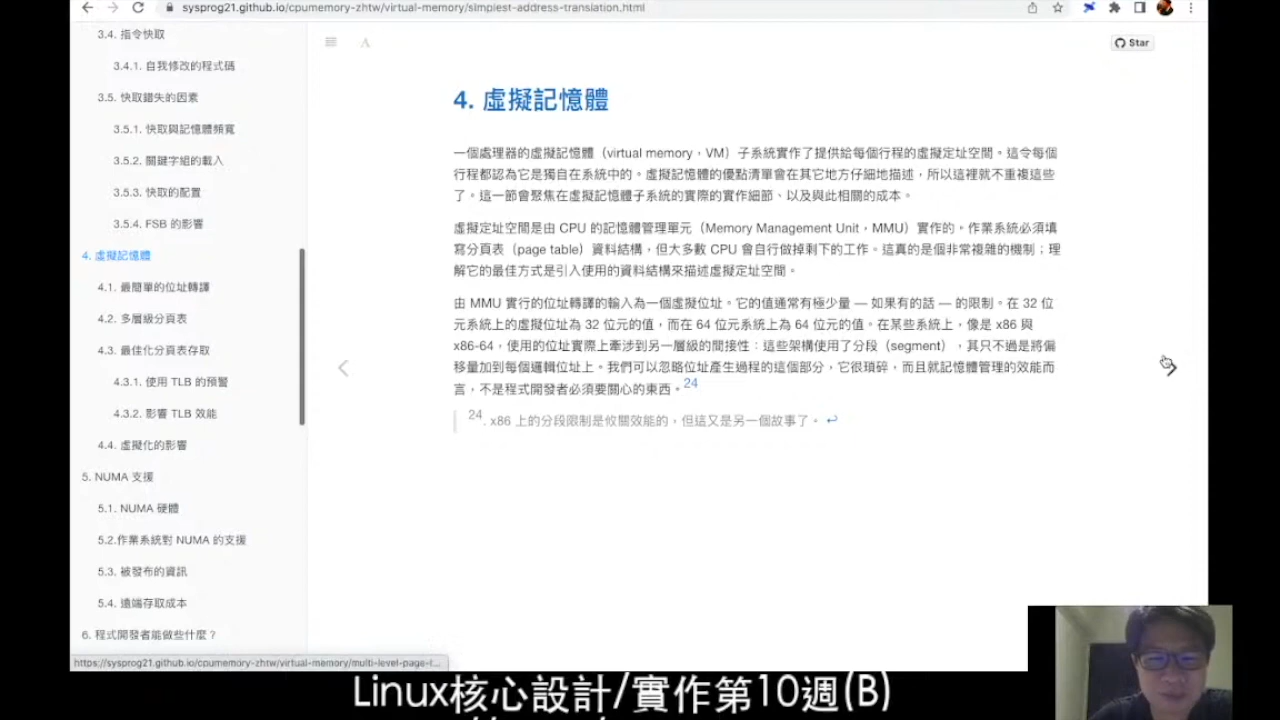 sysprog21.github.io/cpumemory-zhtw/virtual-memory/simplest-address-translation.html
3.4. 指令快取
3.4.1. 自我修改的程式碼
3.5. 快取錯失的因素
3.5.1. 快取與記憶體頻寬
3.5.2. 關鍵字組的載入
3.5.3. 快取的配置
3.5.4. FSB 的影響
4. 虛擬記憶體
4.1. 最簡單的位址轉譯
4.2. 多層級分頁表
4.3. 最佳化分頁表存取
4.3.1. 使用 TLB 的預警
4.3.2. 影響 TLB 效能
4.4. 虛擬化的影響
5. NUMA 支援
5.1. NUMA 硬體
5.2.作業系統對 NUMA 的支援
5.3. 被發布的資訊
5.4. 遠端存取成本
6. 程式開發者能做些什麼？
A
Star
4. 虛擬記憶體
一個處理器的虛擬記憶體（virtual memory，VM）子系統實作了提供給每個行程的虛擬定址空間。這令每個
行程都認為它是獨自在系統中的。虛擬記憶體的優點清單會在其它地方仔細地描述，所以這裡就不重複這些
了。這一節會聚焦在虛擬記憶體子系統的實際的實作細節、以及與此相關的成本。
虛擬定址空間是由 CPU 的記憶體管理單元（Memory Management Unit，MMU）實作的。作業系統必須填
寫分頁表（page table）資料結構，但大多數 CPU 會自行做掉剩下的工作。這真的是個非常複雜的機制；理
解它的最佳方式是引入使用的資料結構來描述虛擬定址空間。
由 MMU 實行的位址轉譯的輸入為一個虛擬位址。它的值通常有極少量 — 如果有的話 — 的限制。在 32 位
元系統上的虛擬位址為 32 位元的值，而在 64 位元系統上為 64 位元的值。在某些系統上，像是 x86 與
x86-64，使用的位址實際上牽涉到另一層級的間接性：這些架構使用了分段（segment），其只不過是將偏
移量加到每個邏輯位址上。我們可以忽略位址產生過程的這個部分，它很瑣碎，而且就記憶體管理的效能而
言，不是程式開發者必須要關心的東西。24
24. x86 上的分段限制是攸關效能的，但這又是另一個故事了。 ↩
https://sysprog21.github.io/cpumemory-zhtw/virtual-memory/multi-level-page-t...
Linux核心設計/實作第10週(B)